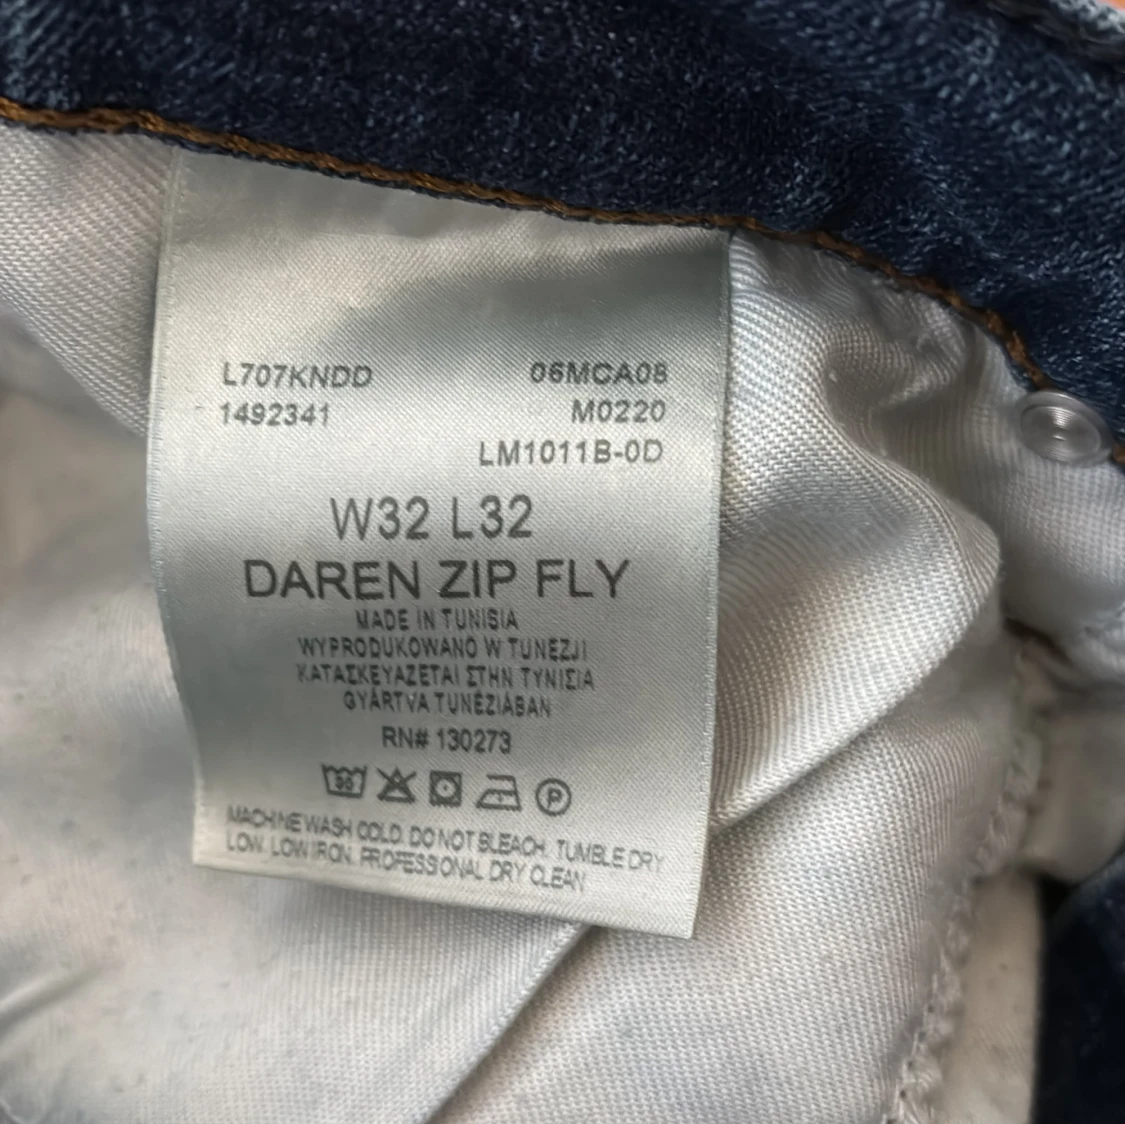 L707KNDD 06MCA08
1492341 M0220
LM1011B-0D
W32 L32
DAREN ZIP FLY
MADE IN TUNISIA
WYPRODUKOWANO W TUNEZJI
ΚΑΤΑΣΚΕΥΑΖΕΤΑΙ ΣΤΗΝ ΤΥΝΙΣΙΑ
GYÁRTVA TUNÉZIÁBAN
RN# 130273
30 P
MACHINE WASH COLD. DO NOT BLEACH. TUMBLE DRY
LOW. LOW IRON. PROFESSIONAL DRY CLEAN